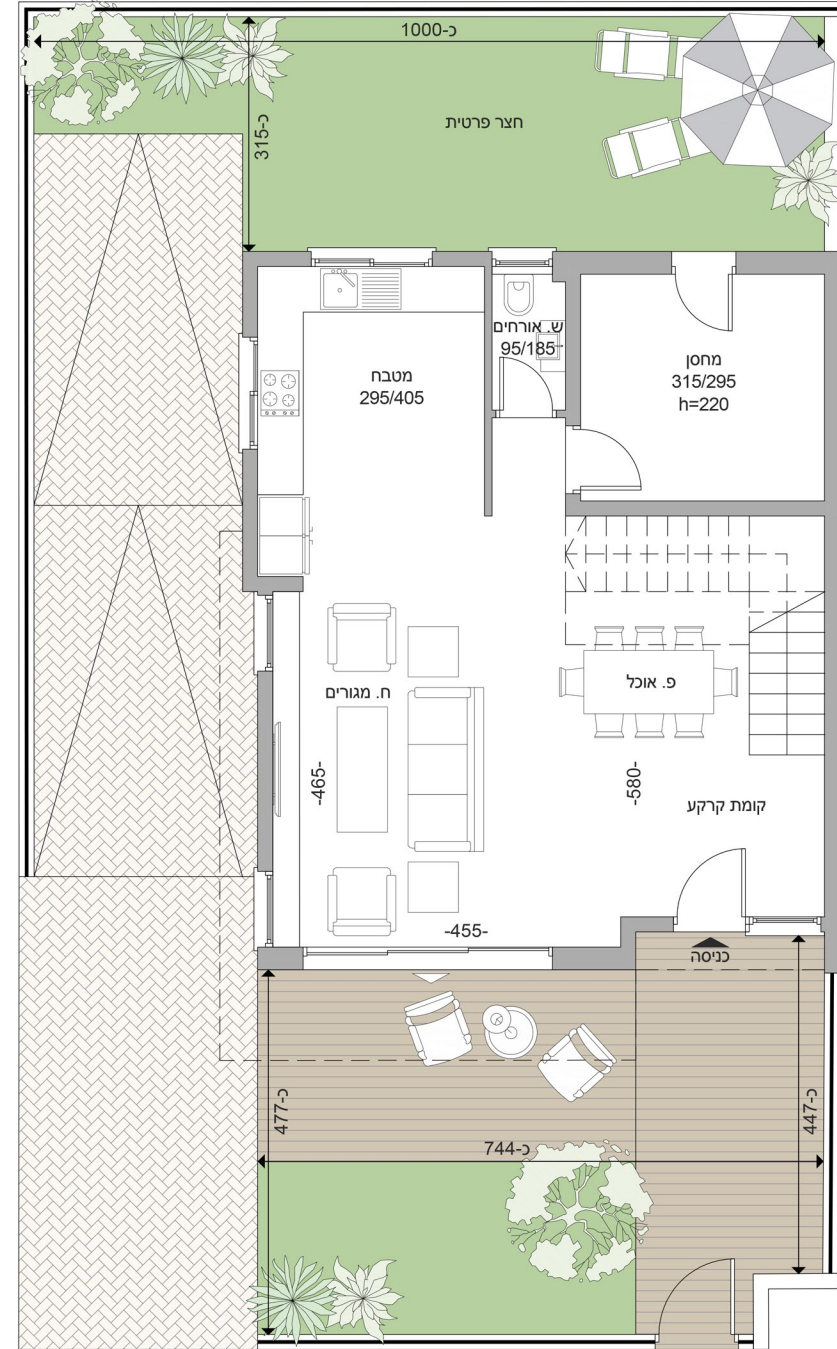 כ-1000
כ-315
חצר פרטית
ש. אורחים
95/185
מטבח
295/405
מחסן
315/295
h=220
ח. מגורים
פ. אוכל
-465-
-580-
קומת קרקע
-455-
כניסה
כ-477
כ-447
כ-744